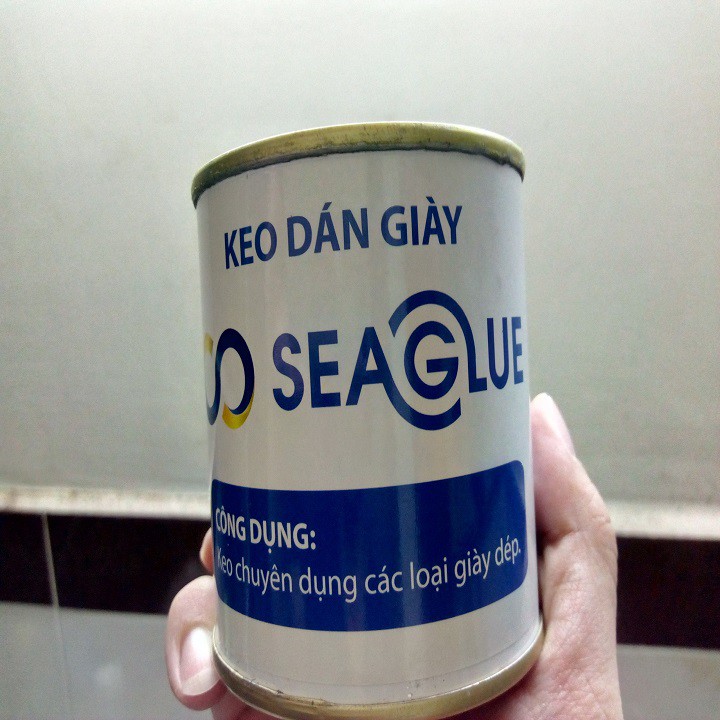 KEO DÁN GIÀY
SEAGLUE
CÔNG DỤNG:
Keo chuyên dụng các loại giày dép.